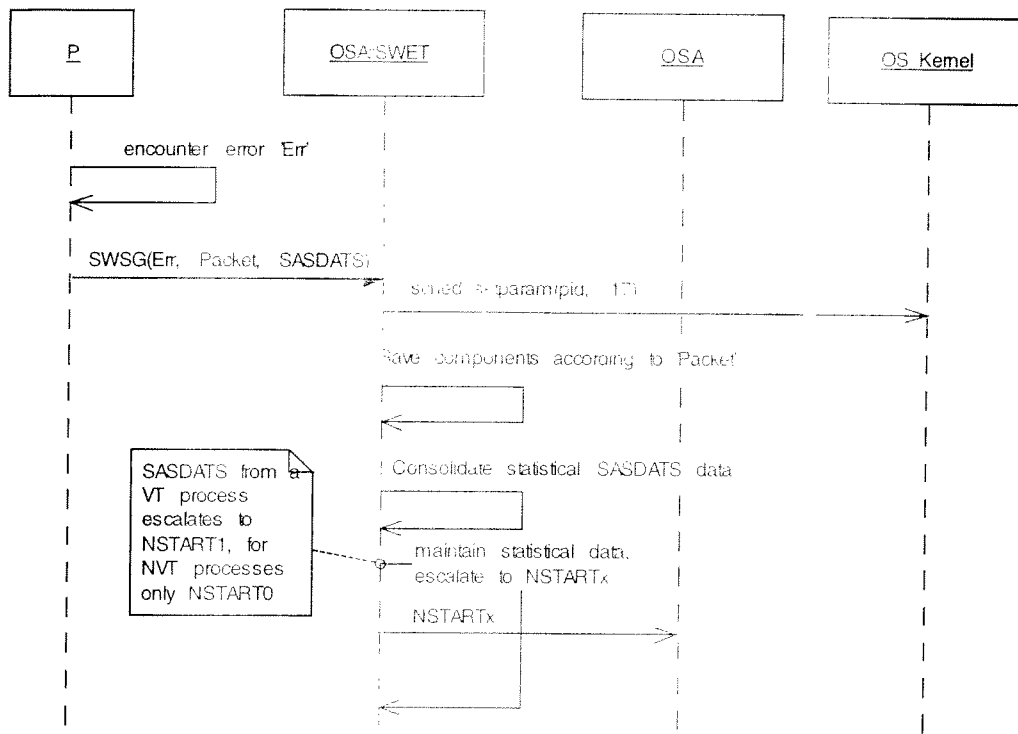 P
OSA:SWET
OSA
OS Kernel
encounter error 'Err'
SWSG(Err, Packet, SASDATS)
17)
Save components according to 'Packet'
Consolidate statistical SASDATS data
SASDATS from a
VT process
escalates to
NSTART1, for
NVT processes
only NSTART0
maintain statistical data,
escalate to NSTARTx
NSTARTx